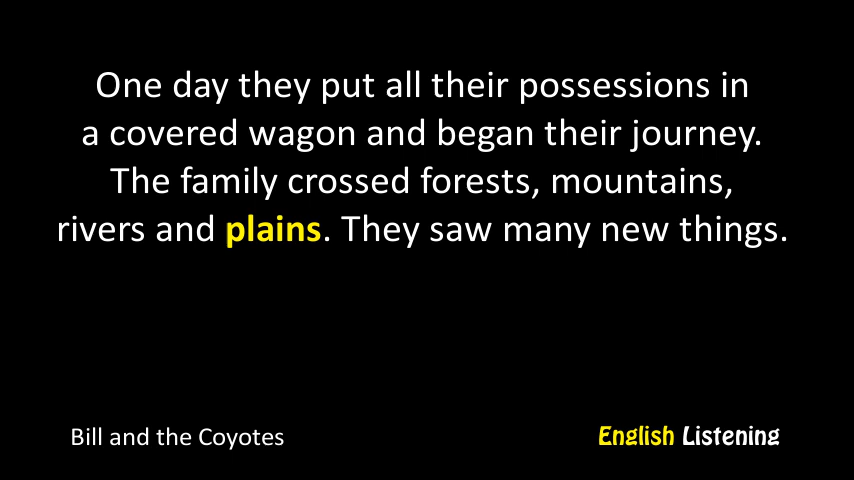 One day they put all their possessions in
a covered wagon and began their journey.
The family crossed forests, mountains,
rivers and plains. They saw many new things.
Bill and the Coyotes
English Listening